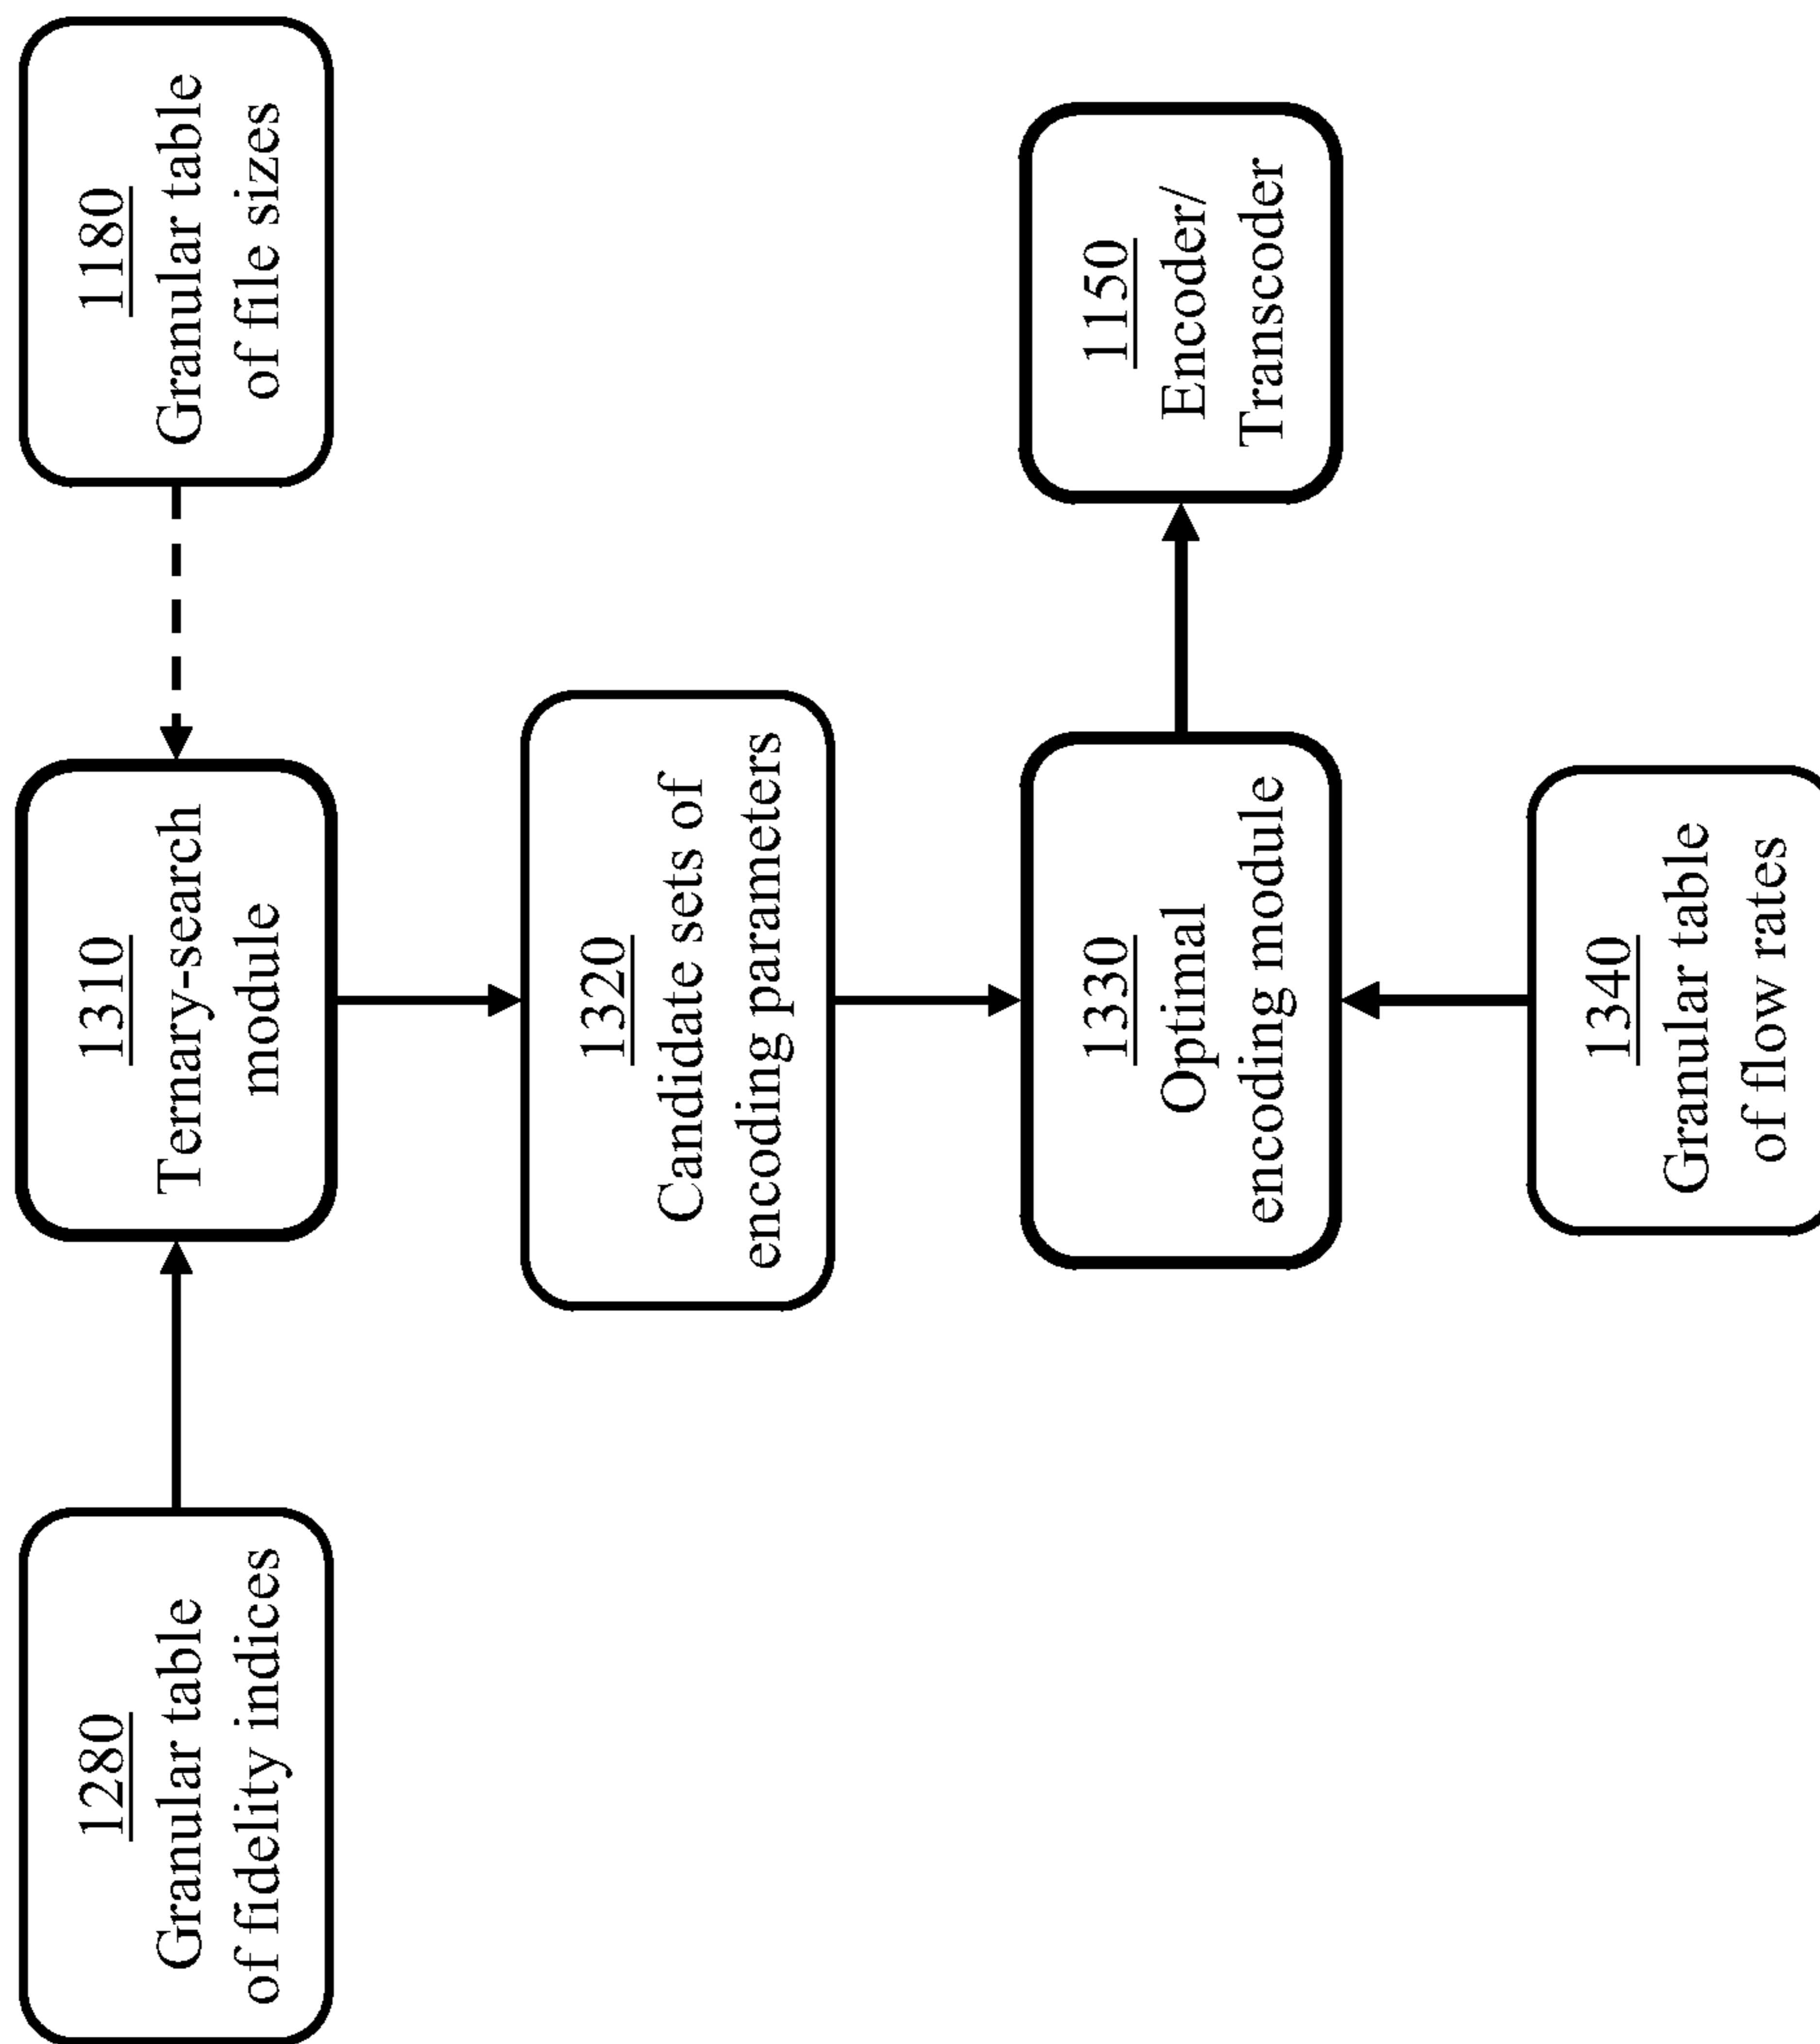 1280
Granular table
of fidelity indices
1310
Ternary-search
module
1180
Granular table
of file sizes
1320
Candidate sets of
encoding parameters
1330
Optimal
encoding module
1150
Encoder/
Transcoder
1340
Granular table
of flow rates